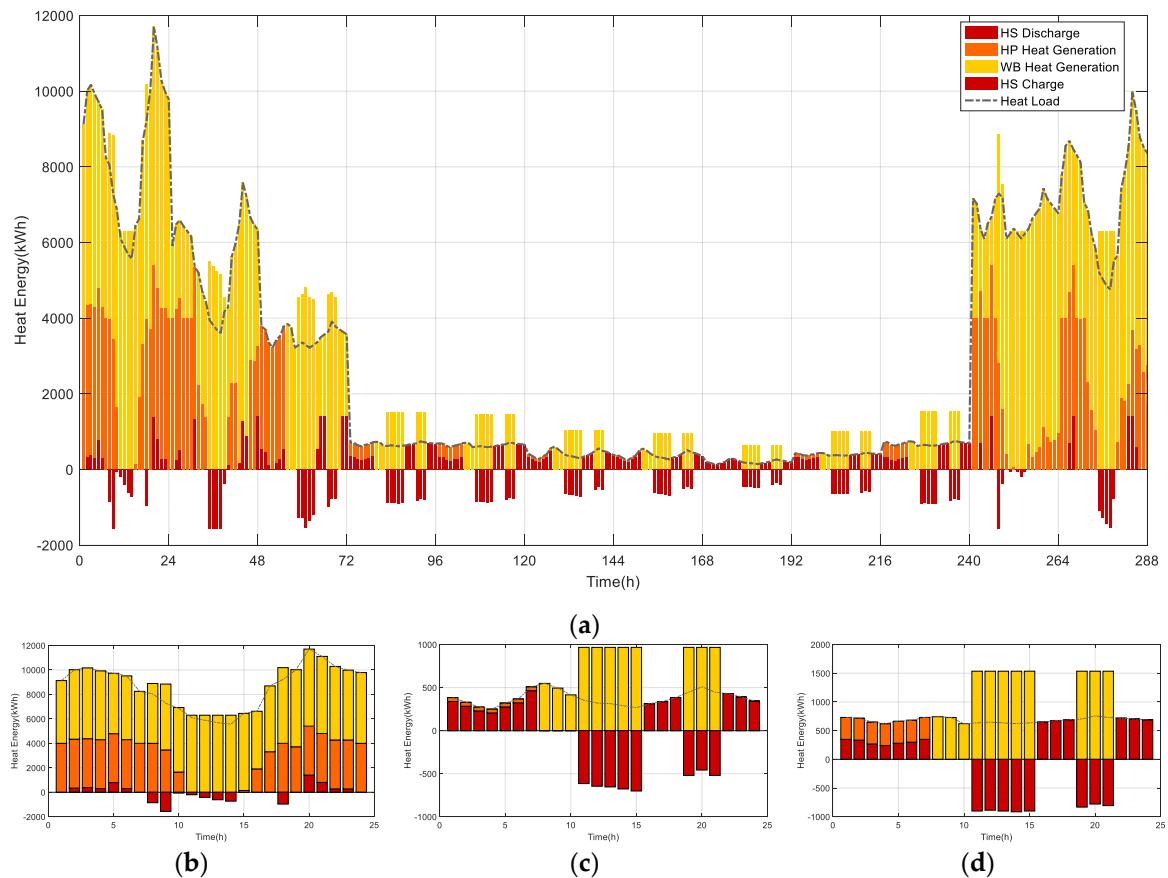 12000
10000
8000
6000
4000
2000
0
-2000
Heat Energy(kWh)
HS Discharge
HP Heat Generation
WB Heat Generation
HS Charge
Heat Load
0 24 48 72 96 120 144 168 192 216 240 264 288
Time(h)
(a)
12000
10000
8000
6000
4000
2000
0
-2000
Heat Energy(kWh)
0 5 10 15 20 25
Time(h)
(b)
1000
500
0
-500
-1000
Heat Energy(kWh)
0 5 10 15 20 25
Time(h)
(c)
2000
1500
1000
500
0
-500
-1000
Heat Energy(kWh)
0 5 10 15 20 25
Time(h)
(d)